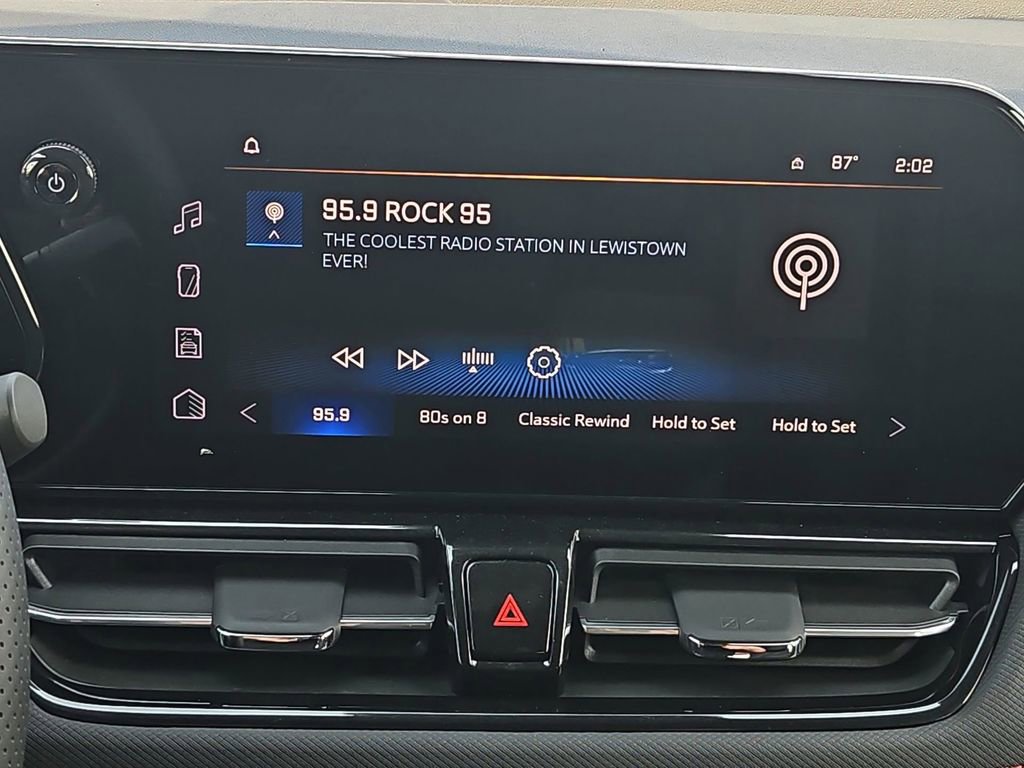 87° 2:02
95.9 ROCK 95
THE COOLEST RADIO STATION IN LEWISTOWN
EVER!
95.9 80s on 8 Classic Rewind Hold to Set Hold to Set